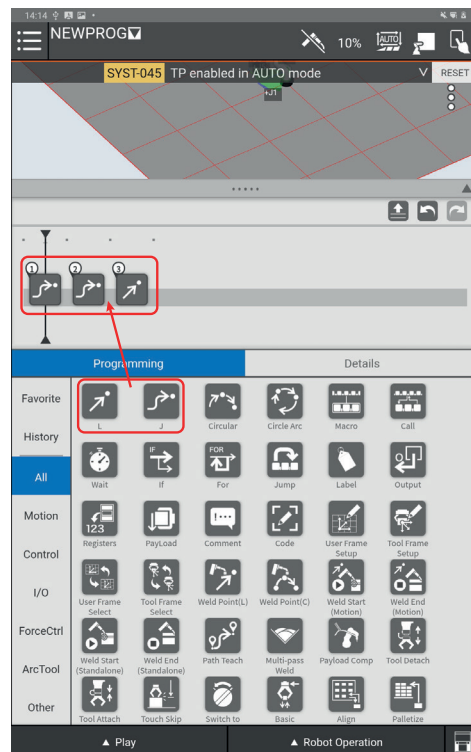 14:14
NEWPROG
10%
AUTO
SYST-045 TP enabled in AUTO mode
RESET
+J1
1 2 3
Programming Details
Favorite
History
All
Motion
Control
I/O
ForceCtrl
ArcTool
Other
L J Circular Circle Arc Macro Call
IF FOR
Wait If For Jump Label Output
123
Registers PayLoad Comment Code User Frame Setup Tool Frame Setup
User Frame Select Tool Frame Select Weld Point(L) Weld Point(C) Weld Start (Motion) Weld End (Motion)
Weld Start (Standalone) Weld End (Standalone) Path Teach Multi-pass Weld Payload Comp Tool Detach
Tool Attach Touch Skip Switch to Basic Align Palletize
Play Robot Operation